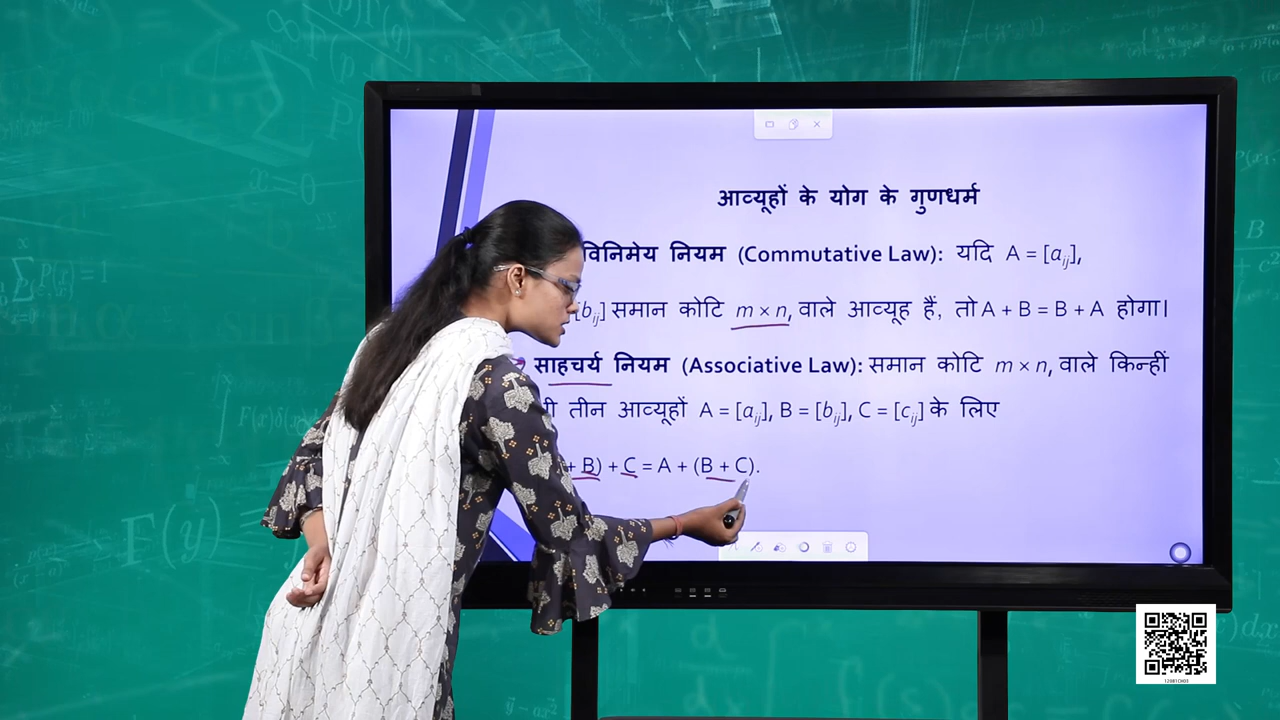 आव्यूहों के योग के गुणधर्म
विनिमेय नियम (Commutative Law): यदि A = [aij],
[bij] समान कोटि m × n, वाले आव्यूह हैं, तो A + B = B + A होगा।
साहचर्य नियम (Associative Law): समान कोटि m × n, वाले किन्हीं
तीन आव्यूहों A = [aij], B = [bij], C = [cij] के लिए
+ B) + C = A + (B + C).